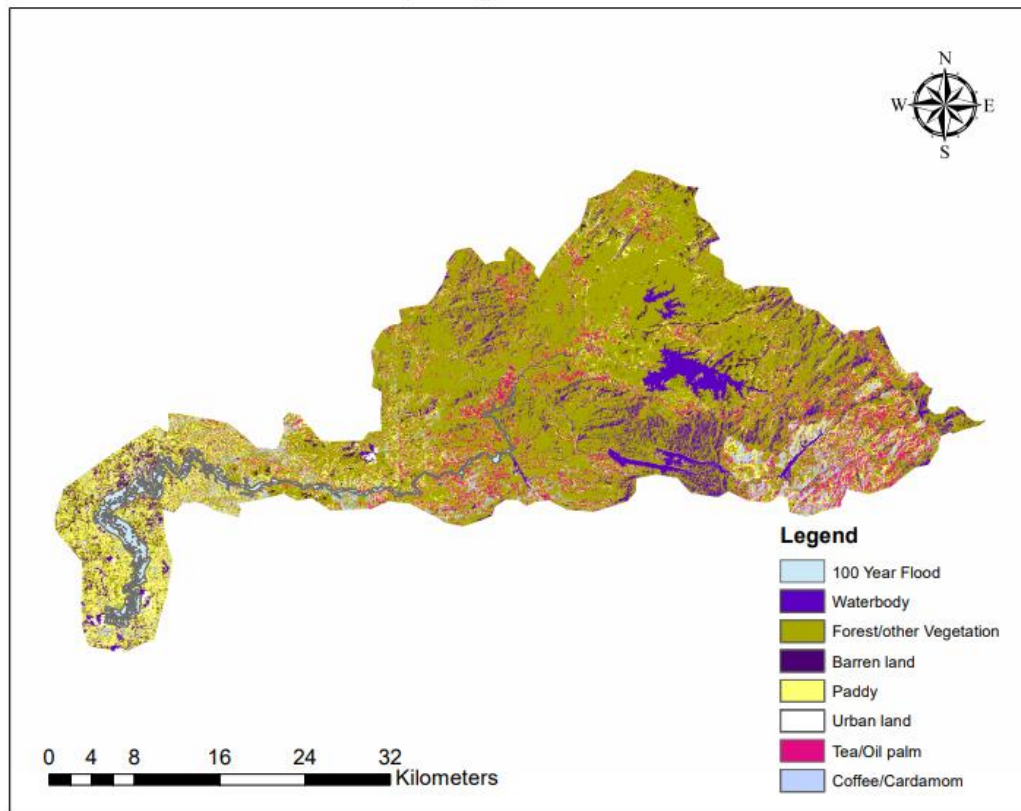 N
W E
S
Legend
100 Year Flood
Waterbody
Forest/other Vegetation
Barren land
Paddy
Urban land
Tea/Oil palm
Coffee/Cardamom
0 4 8 16 24 32
Kilometers